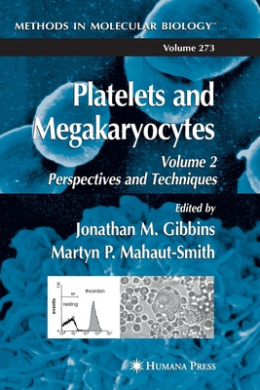 METHODS IN MOLECULAR BIOLOGY™
Volume 273
Platelets and
Megakaryocytes
Volume 2
Perspectives and Techniques
Edited by
Jonathan M. Gibbins
Martyn P. Mahaut-Smith
thrombin
resting
events
HUMANA PRESS